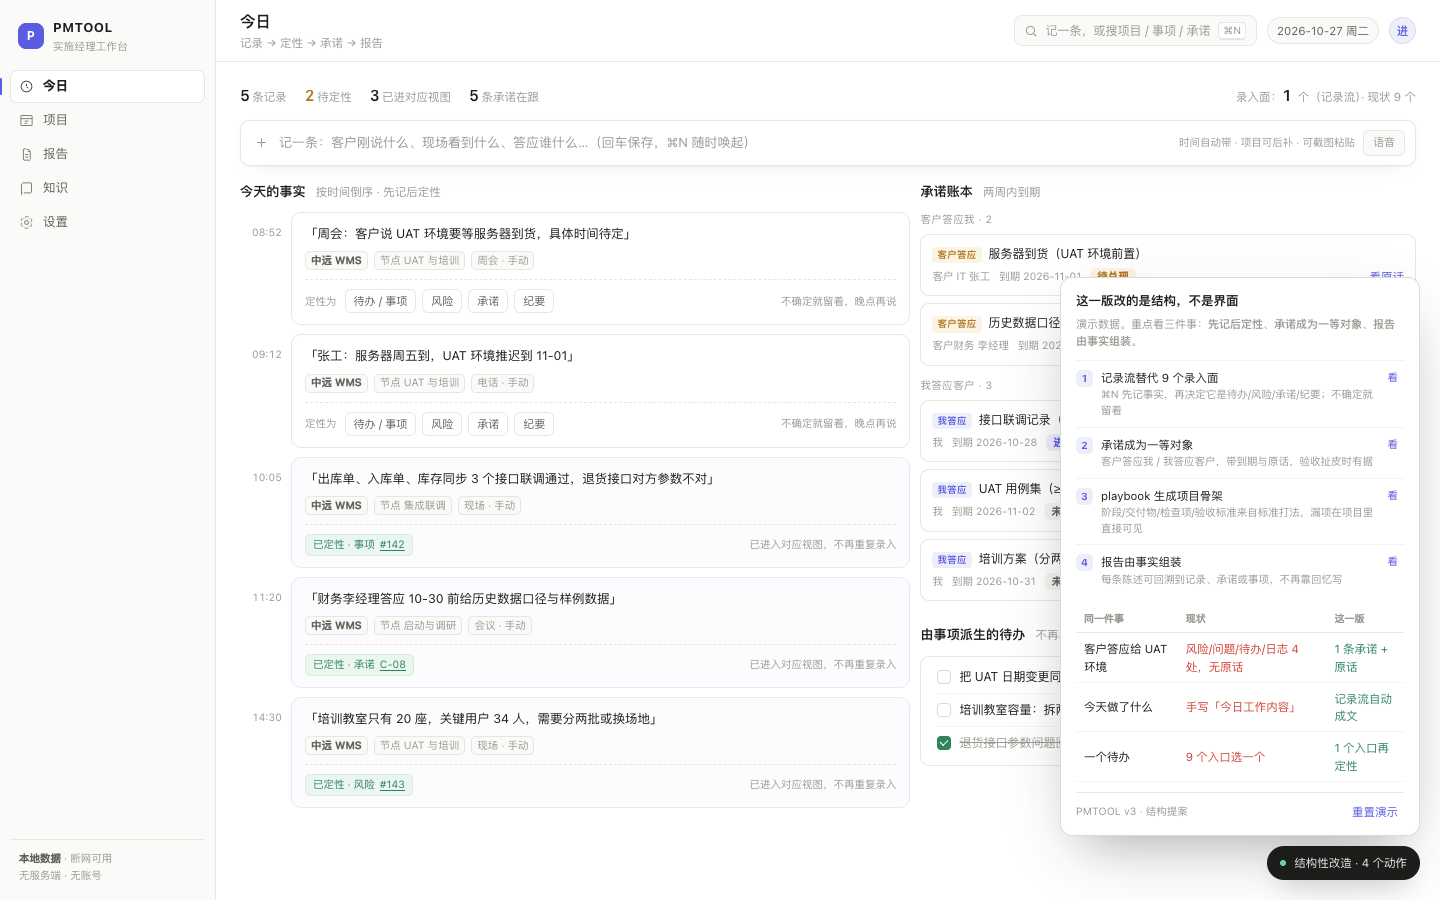 P
PMTOOL
实施经理工作台
今日
项目
报告
知识
设置
本地数据 · 断网可用
无服务端 · 无账号
今日
记录 → 定性 → 承诺 → 报告
记一条，或搜项目 / 事项 / 承诺 ⌘N
2026-10-27 周二
进
5 条记录 2 待定性 3 已进对应视图 5 条承诺在跟
录入面：1 个（记录流）· 现状 9 个
+ 记一条：客户刚说什么、现场看到什么、答应谁什么…（回车保存，⌘N 随时唤起）
时间自动带 · 项目可后补 · 可截图粘贴 语音
今天的事实 按时间倒序 · 先记后定性
08:52
「周会：客户说 UAT 环境要等服务器到货，具体时间待定」
中远 WMS 节点 UAT 与培训 周会 · 手动
定性为 待办 / 事项 风险 承诺 纪要 不确定就留着，晚点再说
09:12
「张工：服务器周五到，UAT 环境推迟到 11-01」
中远 WMS 节点 UAT 与培训 电话 · 手动
定性为 待办 / 事项 风险 承诺 纪要 不确定就留着，晚点再说
10:05
「出库单、入库单、库存同步 3 个接口联调通过，退货接口对方参数不对」
中远 WMS 节点 集成联调 现场 · 手动
已定性 · 事项 #142 已进入对应视图，不再重复录入
11:20
「财务李经理答应 10-30 前给历史数据口径与样例数据」
中远 WMS 节点 启动与调研 会议 · 手动
已定性 · 承诺 C-08 已进入对应视图，不再重复录入
14:30
「培训教室只有 20 座，关键用户 34 人，需要分两批或换场地」
中远 WMS 节点 UAT 与培训 现场 · 手动
已定性 · 风险 #143 已进入对应视图，不再重复录入
承诺账本 两周内到期
客户答应我 · 2
客户答应 服务器到货（UAT 环境前置）
客户 IT 张工 到期 2026-11-01 待兑现 看原话
客户答应 历史数据口径
客户财务 李经理 到期 202
我答应客户 · 3
我答应 接口联调记录（
我 到期 2026-10-28 进
我答应 UAT 用例集（≥
我 到期 2026-11-02 未
我答应 培训方案（分两
我 到期 2026-10-31 未
由事项派生的待办 不再
把 UAT 日期变更同
培训教室容量：拆两
退货接口参数问题
这一版改的是结构，不是界面
演示数据。重点看三件事：先记后定性、承诺成为一等对象、报告
由事实组装。
1 记录流替代 9 个录入面 看
⌘N 先记事实，再决定它是待办/风险/承诺/纪要；不确定就
留着
2 承诺成为一等对象 看
客户答应我 / 我答应客户，带到期与原话，验收扯皮时有据
3 playbook 生成项目骨架 看
阶段/交付物/检查项/验收标准来自标准打法，漏项在项目里
直接可见
4 报告由事实组装 看
每条陈述可回溯到记录、承诺或事项，不再靠回忆写
同一件事 现状 这一版
客户答应给 UAT 环境 风险/问题/待办/日志 4 处，无原话 1 条承诺 + 原话
今天做了什么 手写「今日工作内容」 记录流自动成文
一个待办 9 个入口选一个 1 个入口再定性
PMTOOL v3 · 结构提案 重置演示
结构性改造 · 4 个动作